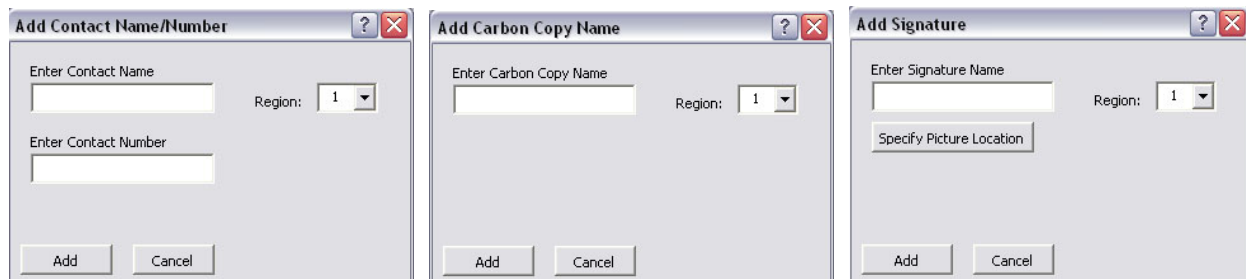 Add Contact Name/Number
Enter Contact Name
Region: 1
Enter Contact Number
Add Cancel
Add Carbon Copy Name
Enter Carbon Copy Name
Region: 1
Add Cancel
Add Signature
Enter Signature Name
Region: 1
Specify Picture Location
Add Cancel